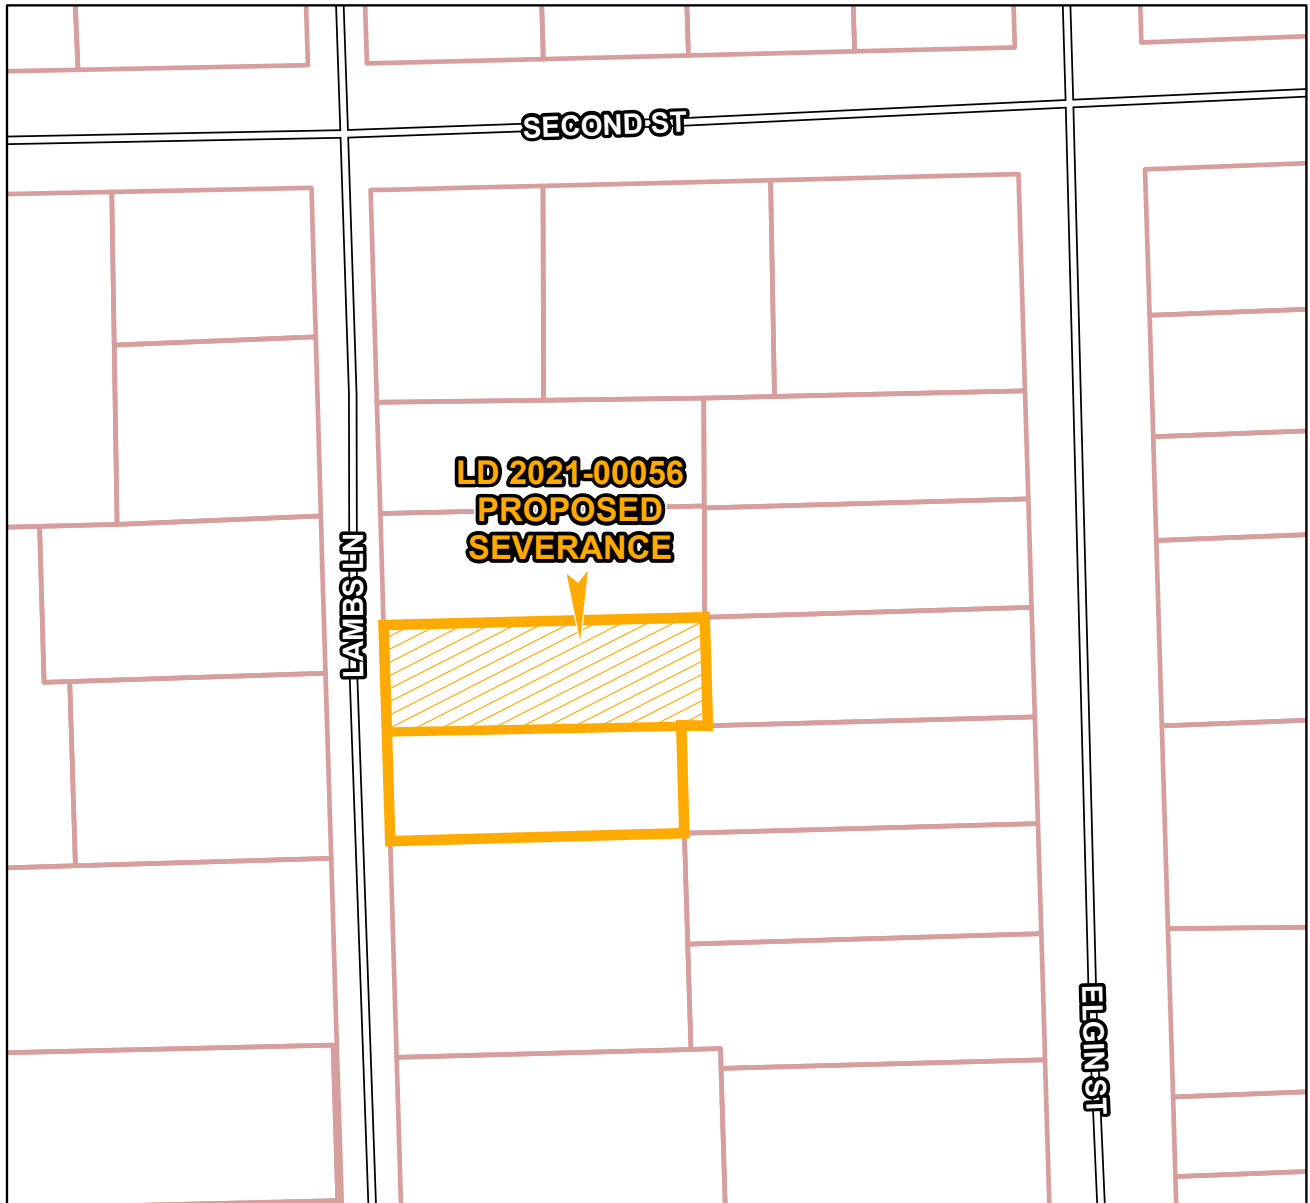 SECOND ST
LD 2021-00056
PROPOSED
SEVERANCE
LAMBS LN
ELGIN ST